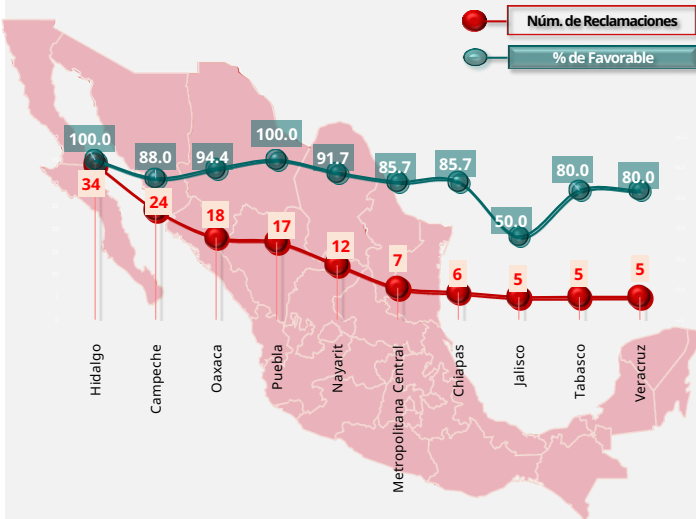 Núm. de Reclamaciones
% de Favorable
100.0
88.0
94.4
100.0
91.7
85.7
85.7
50.0
80.0
80.0
34
24
18
17
12
7
6
5
5
5
Hidalgo
Campeche
Oaxaca
Puebla
Nayarit
Metropolitana Central
Chiapas
Jalisco
Tabasco
Veracruz